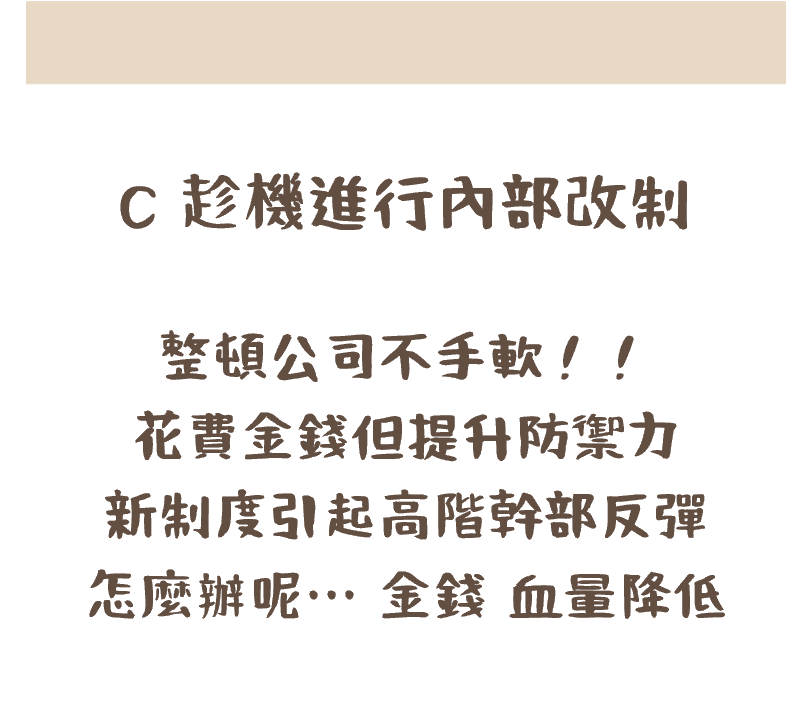 C 趁機進行內部改制
整頓公司不手軟！！
花費金錢但提升防禦力
新制度引起高階幹部反彈
怎麼辦呢… 金錢 血量降低